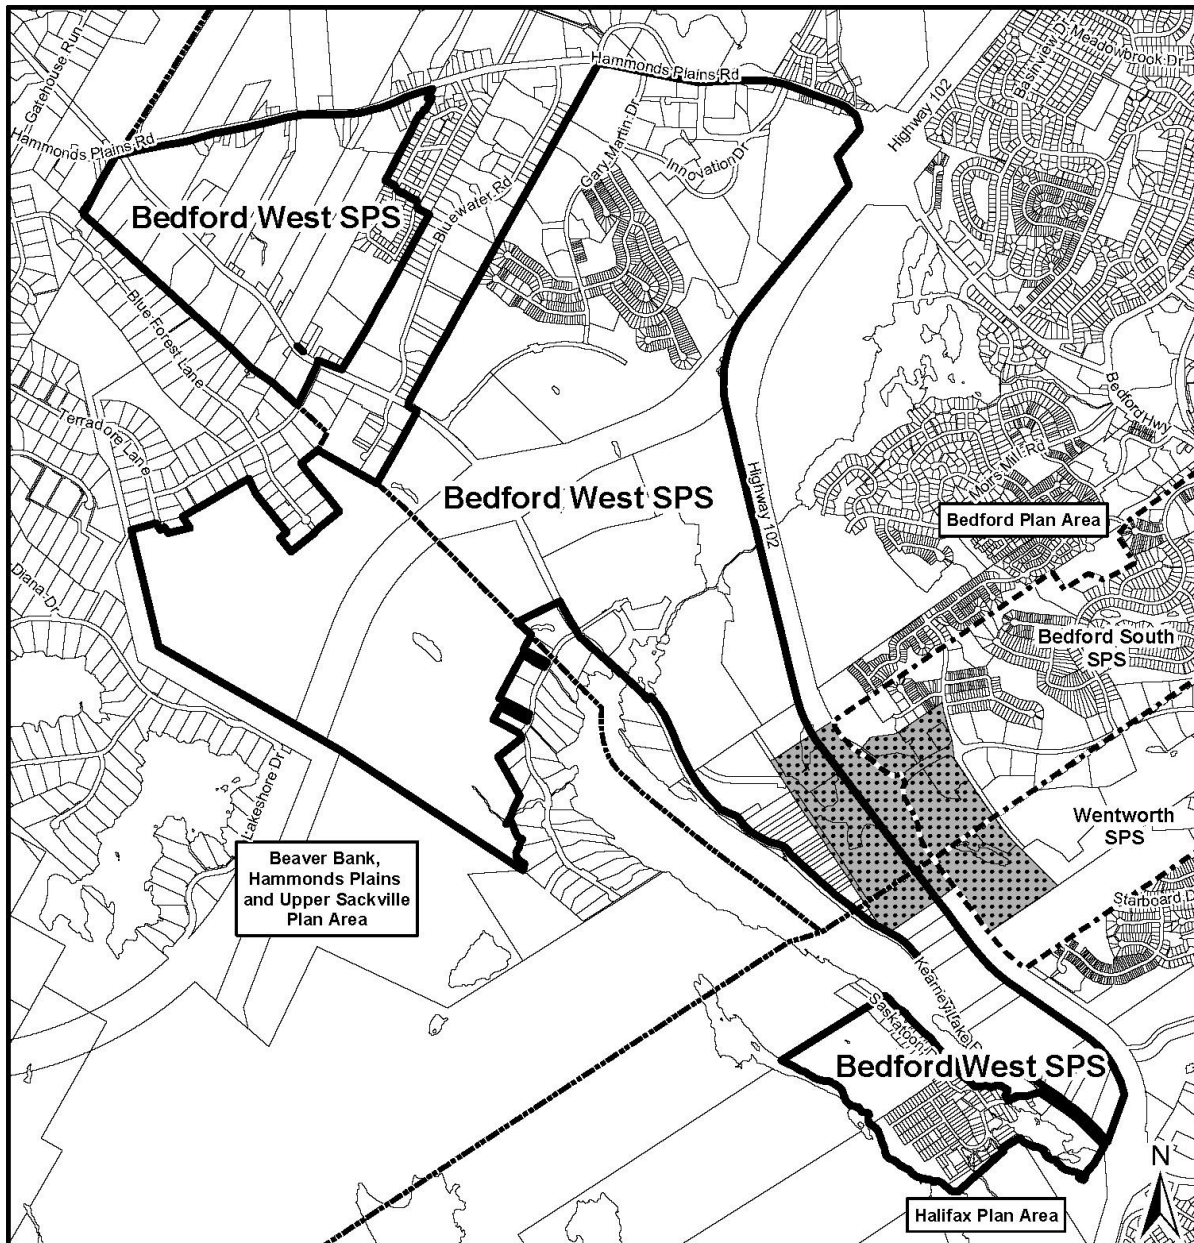 Gatehouse Run
Hammonds Plains Rd
Hammonds Plains Rd
Basinview Dr
Meadowbrook Dr
Highway 102
Gary Martin Dr
Innovation Dr
Bluewater Rd
Bedford West SPS
Blue Forest Lane
Terradore Lane
Bedford Hwy
Moirs Mill Rd
Bedford West SPS
Highway 102
Bedford Plan Area
Diana Dr
Bedford South
SPS
Lakeshore Dr
Wentworth
SPS
Beaver Bank,
Hammonds Plains
and Upper Sackville
Plan Area
Starboard D
Kearney Lake R
Saskatoon
Bedford West SPS
N
Halifax Plan Area